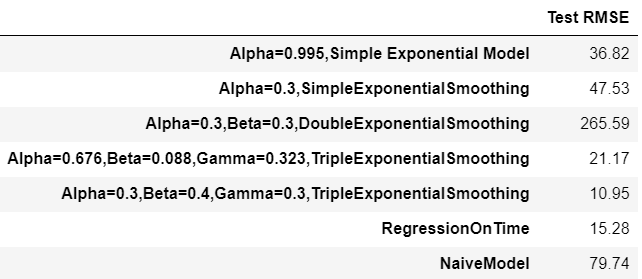 Test RMSE
Alpha=0.995,Simple Exponential Model 36.82
Alpha=0.3,SimpleExponentialSmoothing 47.53
Alpha=0.3,Beta=0.3,DoubleExponentialSmoothing 265.59
Alpha=0.676,Beta=0.088,Gamma=0.323,TripleExponentialSmoothing 21.17
Alpha=0.3,Beta=0.4,Gamma=0.3,TripleExponentialSmoothing 10.95
RegressionOnTime 15.28
NaiveModel 79.74